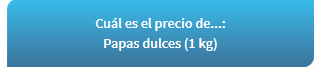 Cuál es el precio de...:
Papas dulces (1 kg)